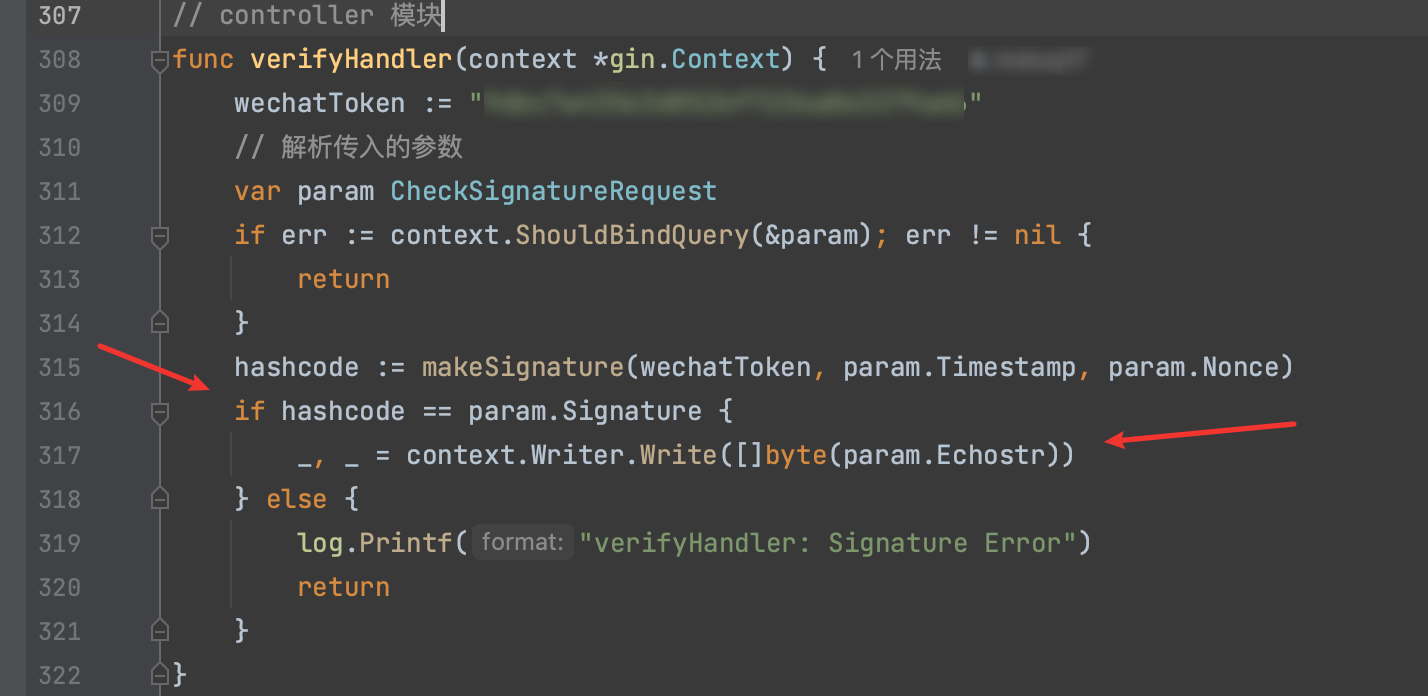 307 // controller 模块
308 func verifyHandler(context *gin.Context) { 1 个用法
309 wechatToken := ""
310 // 解析传入的参数
311 var param CheckSignatureRequest
312 if err := context.ShouldBindQuery(&param); err != nil {
313 return
314 }
315 hashcode := makeSignature(wechatToken, param.Timestamp, param.Nonce)
316 if hashcode == param.Signature {
317 _, _ = context.Writer.Write([]byte(param.Echostr))
318 } else {
319 log.Printf( format: "verifyHandler: Signature Error")
320 return
321 }
322 }